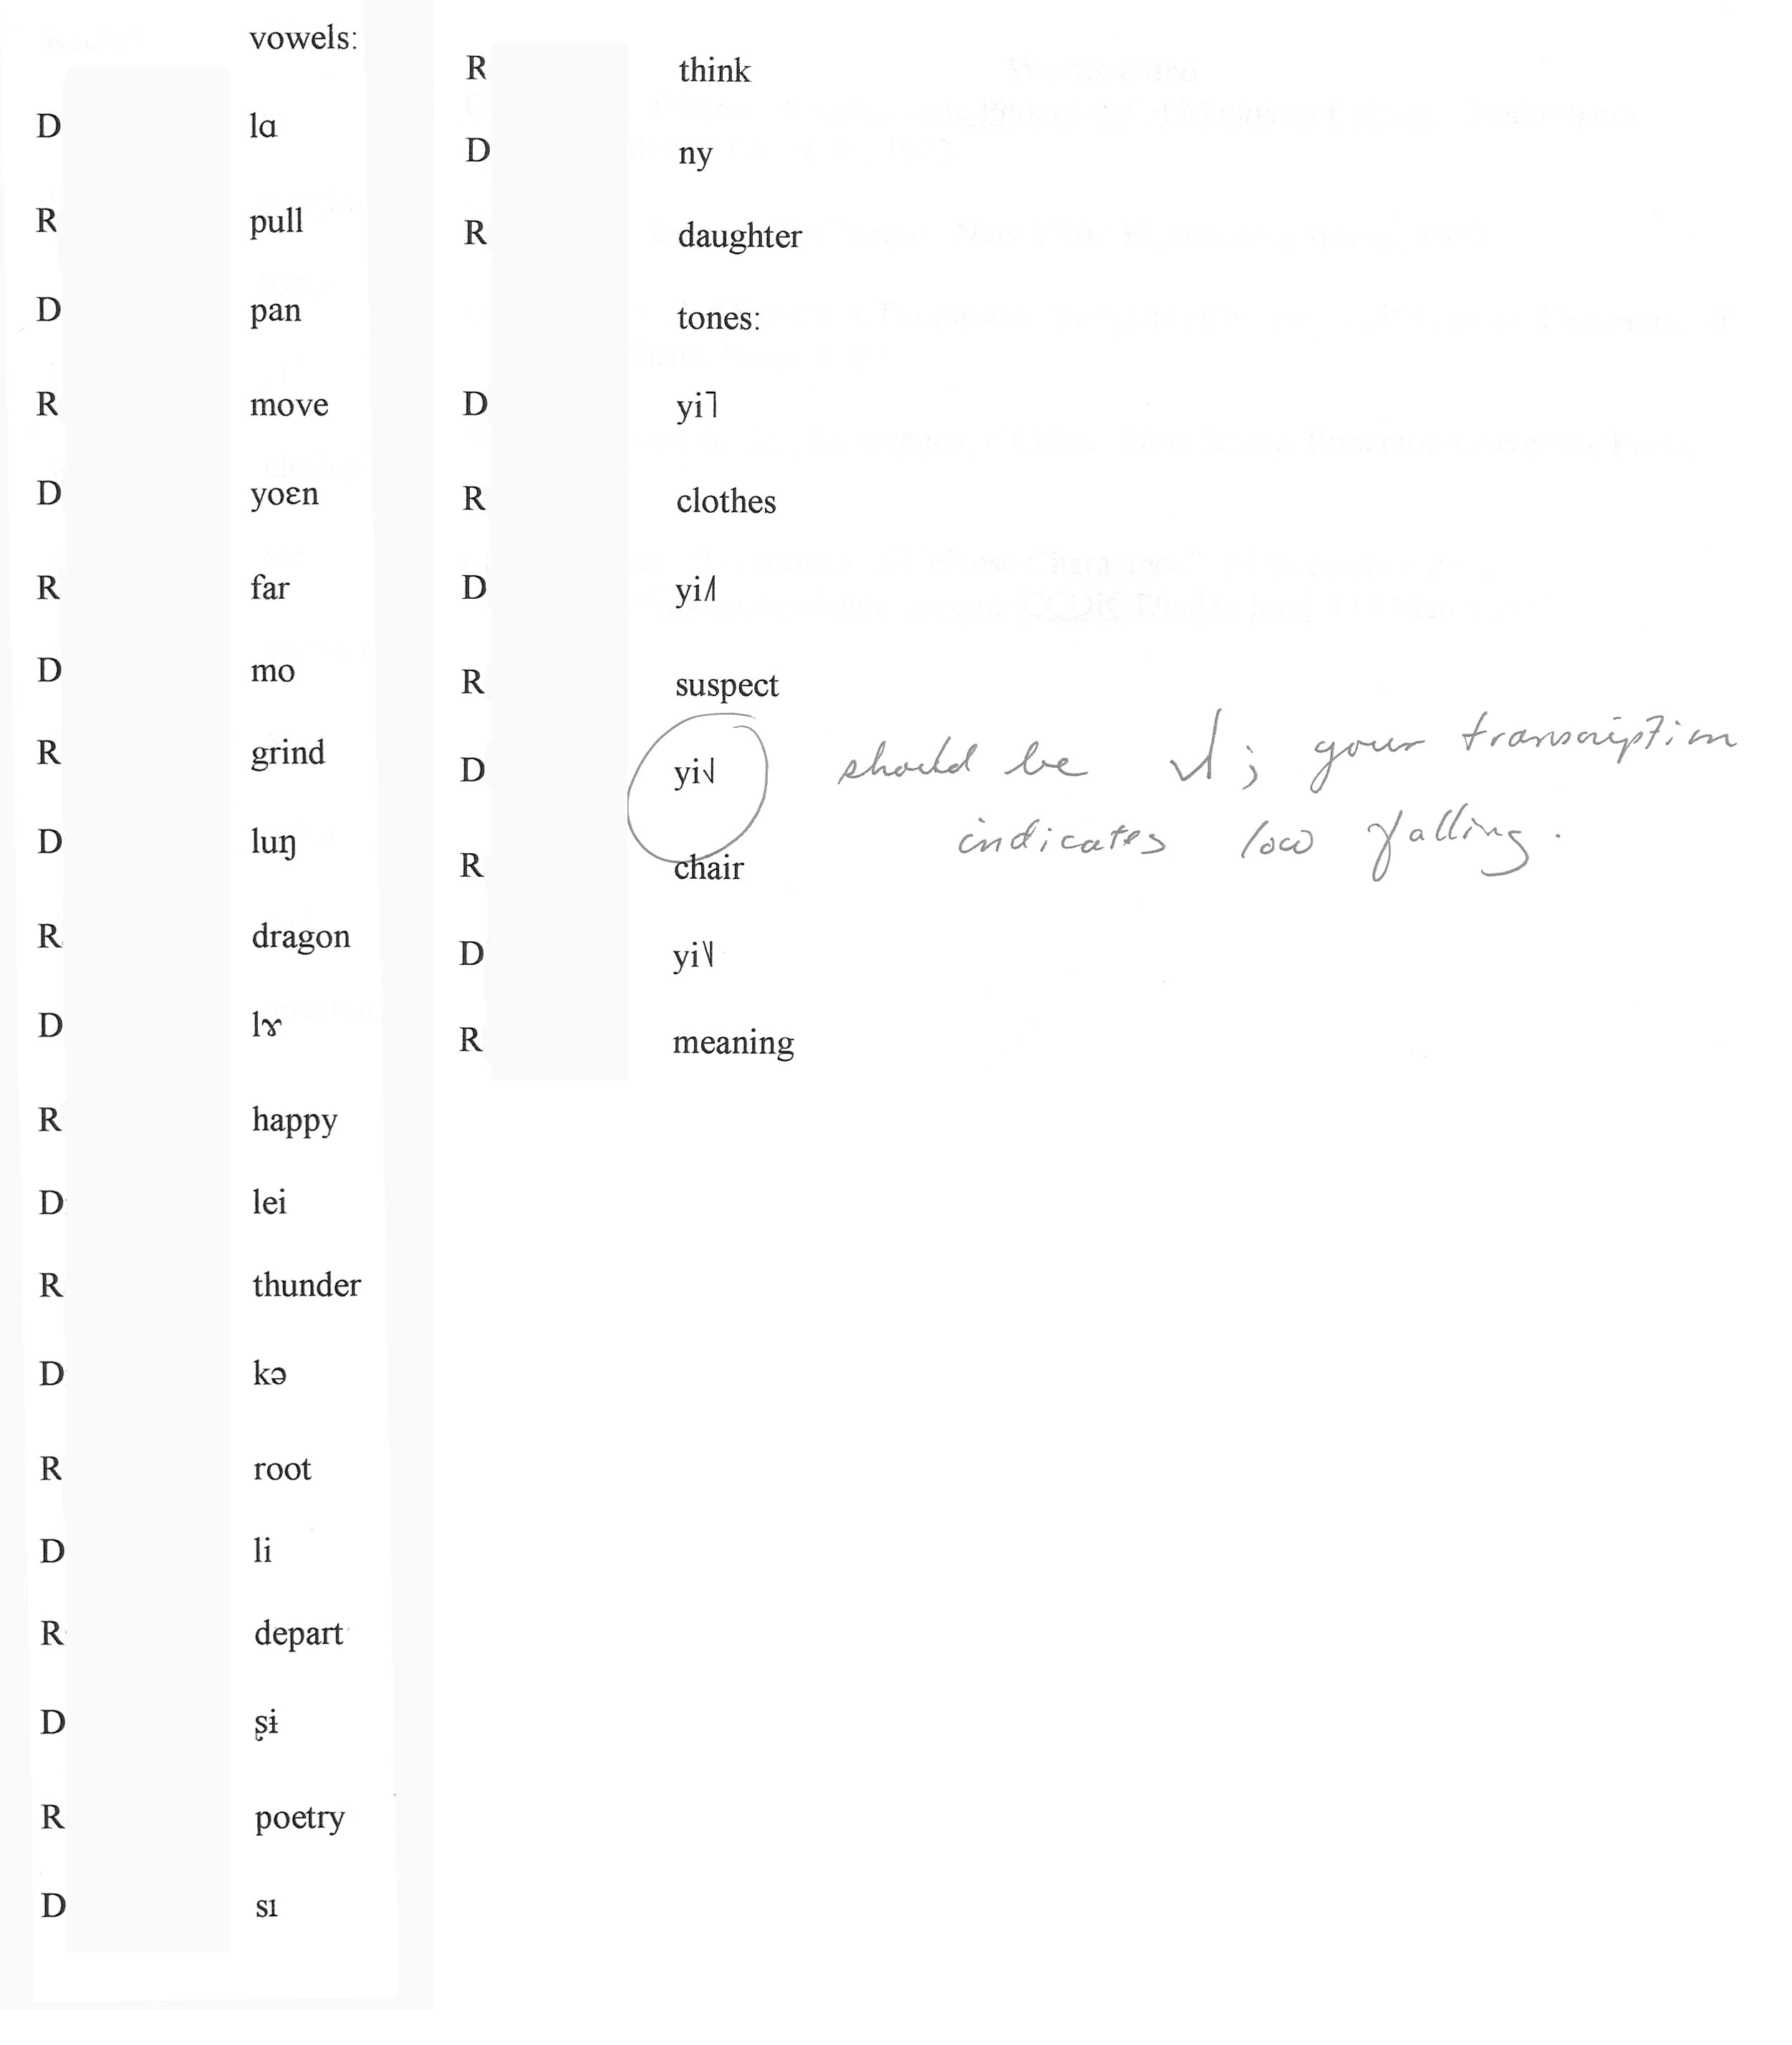 vowels:
D lɑ
R pull
D pan
R move
D yoɛn
R far
D mo
R grind
D luŋ
R dragon
D lɤ
R happy
D lei
R thunder
D kə
R root
D li
R depart
D ʂɨ
R poetry
D sı
R think
D ny
R daughter
tones:
D yi˥
R clothes
D yi˧˥
R suspect
D yi˨˩
should be ˨˩˥; your transcription
indicates low falling.
R chair
D yi˥˩
R meaning